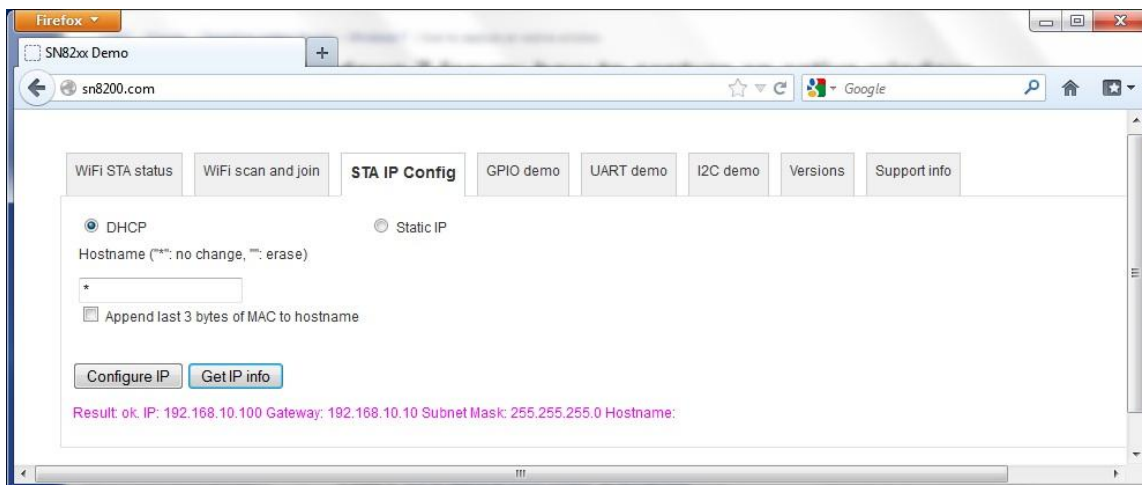 Firefox
SN82xx Demo
sn8200.com
Google
WiFi STA status
WiFi scan and join
STA IP Config
GPIO demo
UART demo
I2C demo
Versions
Support info
DHCP
Static IP
Hostname ("*": no change, "": erase)
*
Append last 3 bytes of MAC to hostname
Configure IP
Get IP info
Result: ok. IP: 192.168.10.100 Gateway: 192.168.10.10 Subnet Mask: 255.255.255.0 Hostname: